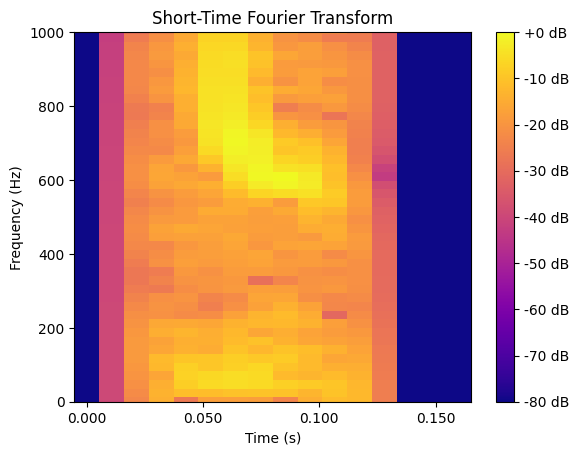 Short-Time Fourier Transform
1000
800
600
400
200
0
Frequency (Hz)
0.000
0.050
0.100
0.150
Time (s)
+0 dB
-10 dB
-20 dB
-30 dB
-40 dB
-50 dB
-60 dB
-70 dB
-80 dB